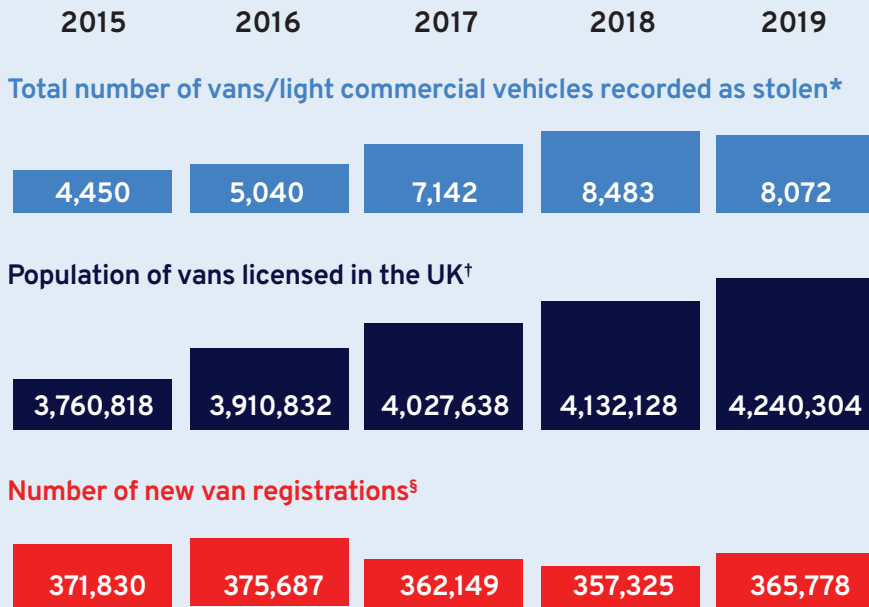 2015 2016 2017 2018 2019
Total number of vans/light commercial vehicles recorded as stolen*
4,450 5,040 7,142 8,483 8,072
Population of vans licensed in the UK†
3,760,818 3,910,832 4,027,638 4,132,128 4,240,304
Number of new van registrations§
371,830 375,687 362,149 357,325 365,778